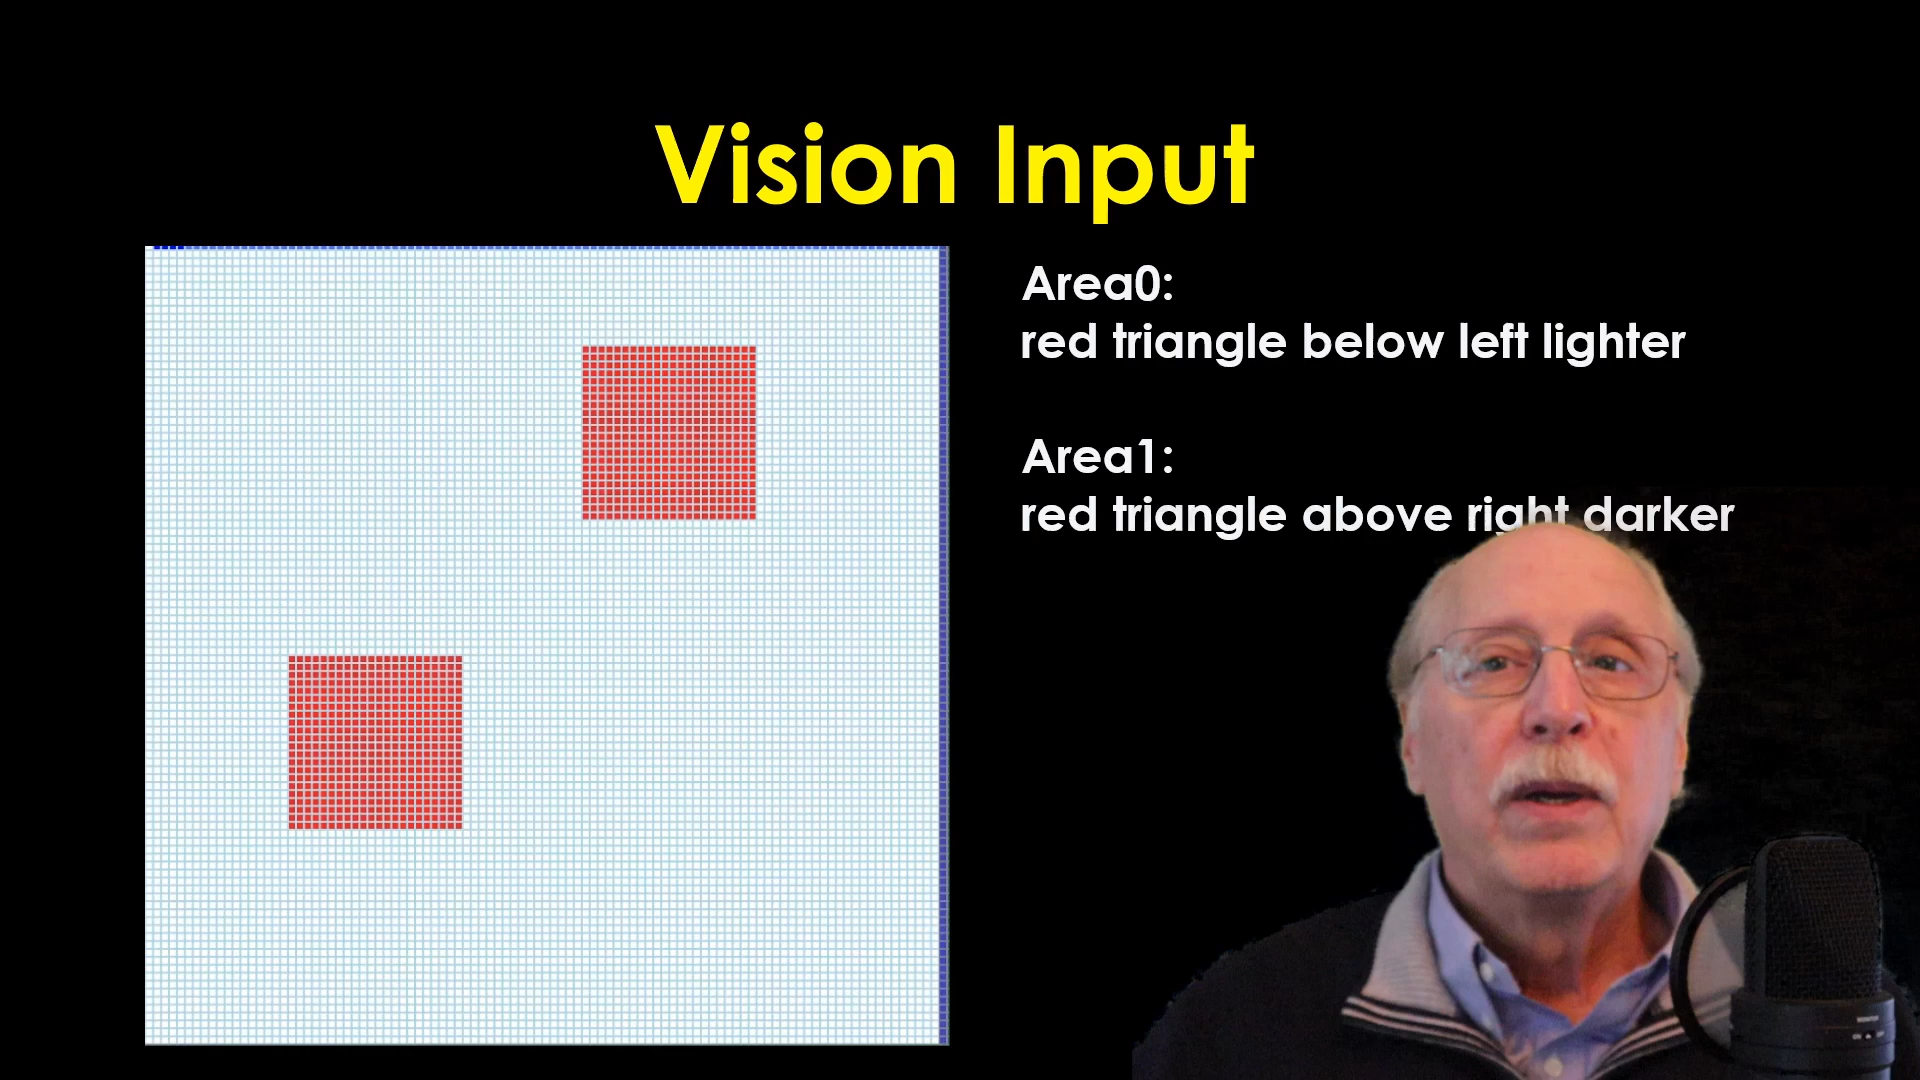 Vision Input
Area0:
red triangle below left lighter
Area1:
red triangle above right darker